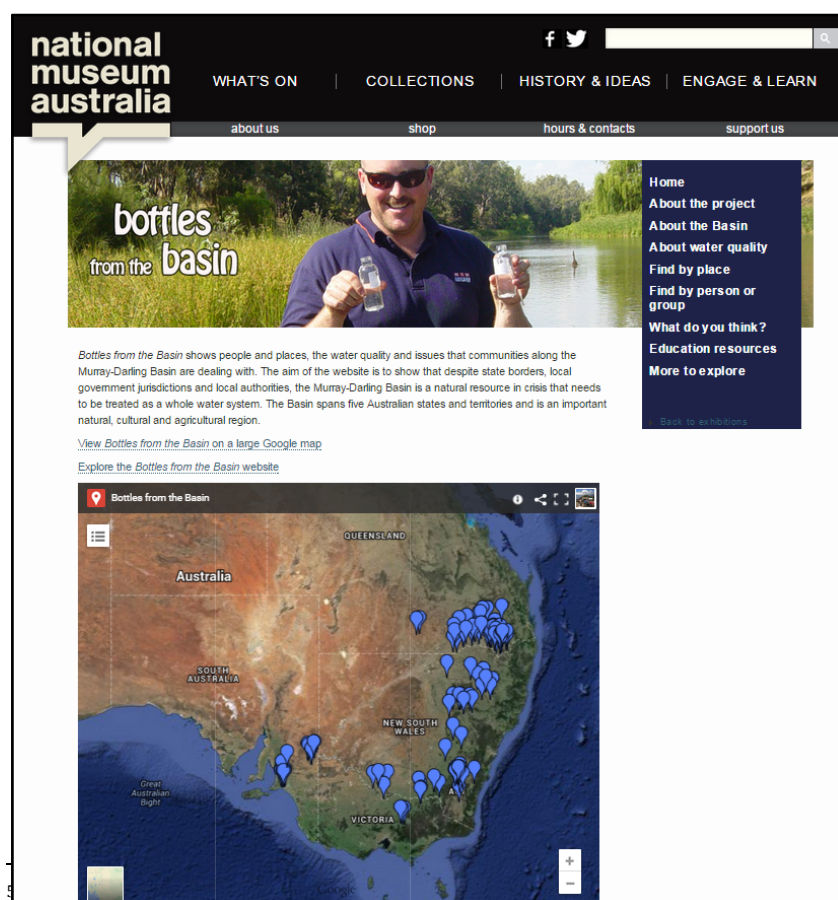 national
museum
australia
WHAT'S ON
COLLECTIONS
HISTORY & IDEAS
ENGAGE & LEARN
about us
shop
hours & contacts
support us
bottles
from the basin
Home
About the project
About the Basin
About water quality
Find by place
Find by person or
group
What do you think?
Education resources
More to explore
Back to exhibitions
Bottles from the Basin shows people and places, the water quality and issues that communities along the
Murray-Darling Basin are dealing with. The aim of the website is to show that despite state borders, local
government jurisdictions and local authorities, the Murray-Darling Basin is a natural resource in crisis that needs
to be treated as a whole water system. The Basin spans five Australian states and territories and is an important
natural, cultural and agricultural region.
View Bottles from the Basin on a large Google map
Explore the Bottles from the Basin website
Bottles from the Basin
QUEENSLAND
Australia
SOUTH
AUSTRALIA
NEW SOUTH
WALES
Great
Australian
Bight
VICTORIA
Google